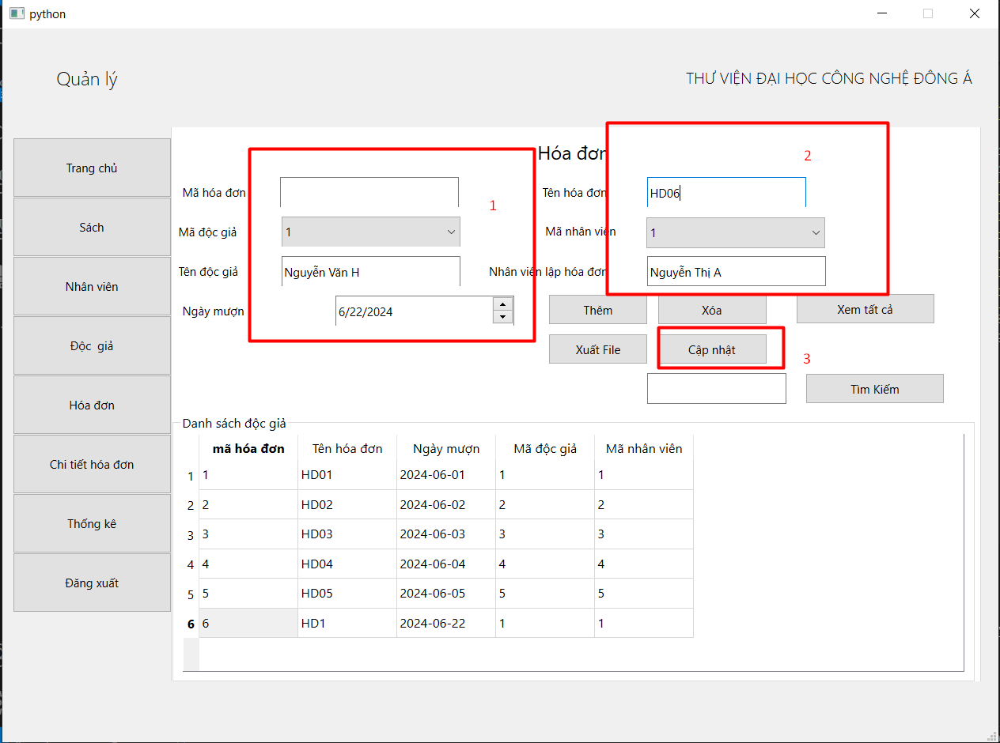 python
Quản lý
THƯ VIỆN ĐẠI HỌC CÔNG NGHỆ ĐÔNG Á
Trang chủ
Sách
Nhân viên
Độc giả
Hóa đơn
Chi tiết hóa đơn
Thống kê
Đăng xuất
Hóa đơn
2
Mã hóa đơn
1
Tên hóa đơn
HD06
Mã độc giả
1
Mã nhân viên
1
Tên độc giả
Nguyễn Văn H
Nhân viên lập hóa đơn
Nguyễn Thị A
Ngày mượn
6/22/2024
Thêm
Xóa
Xem tất cả
Xuất File
Cập nhật
3
Tìm Kiếm
Danh sách độc giả
mã hóa đơn Tên hóa đơn Ngày mượn Mã độc giả Mã nhân viên
1 1 HD01 2024-06-01 1 1
2 2 HD02 2024-06-02 2 2
3 3 HD03 2024-06-03 3 3
4 4 HD04 2024-06-04 4 4
5 5 HD05 2024-06-05 5 5
6 6 HD1 2024-06-22 1 1